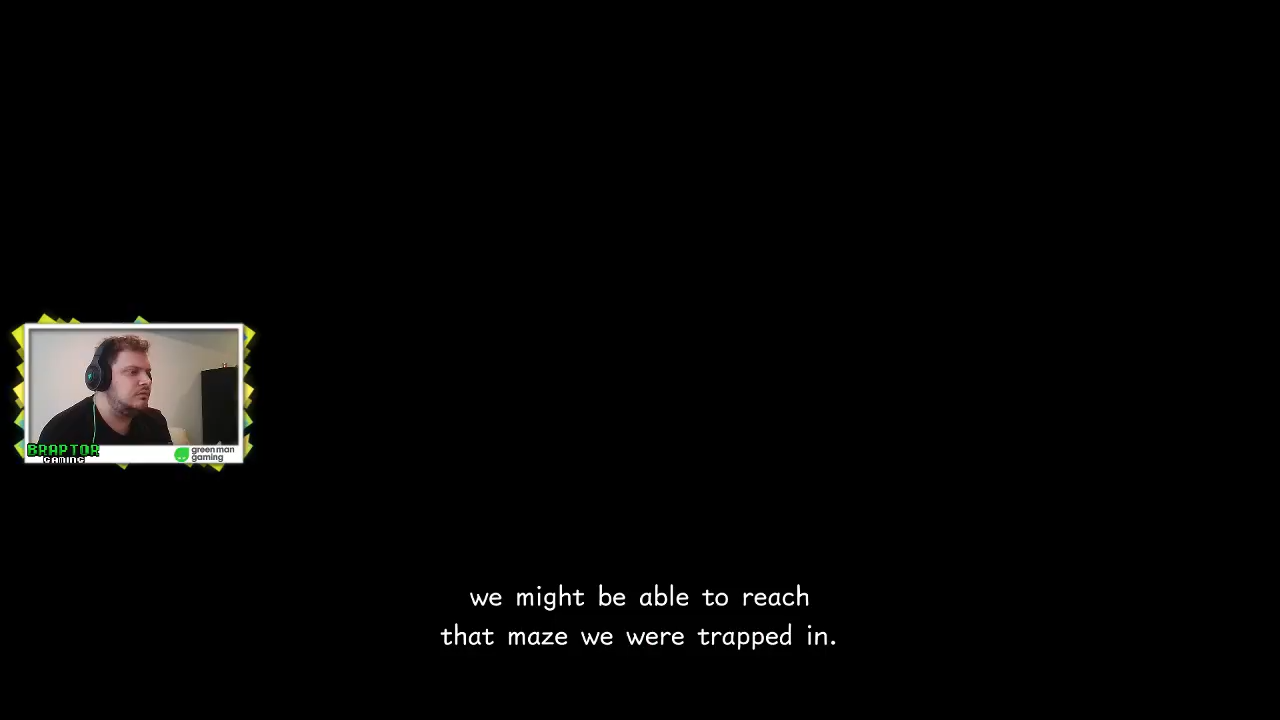 BRAPTOR
GAMING
green man
gaming
we might be able to reach
that maze we were trapped in.